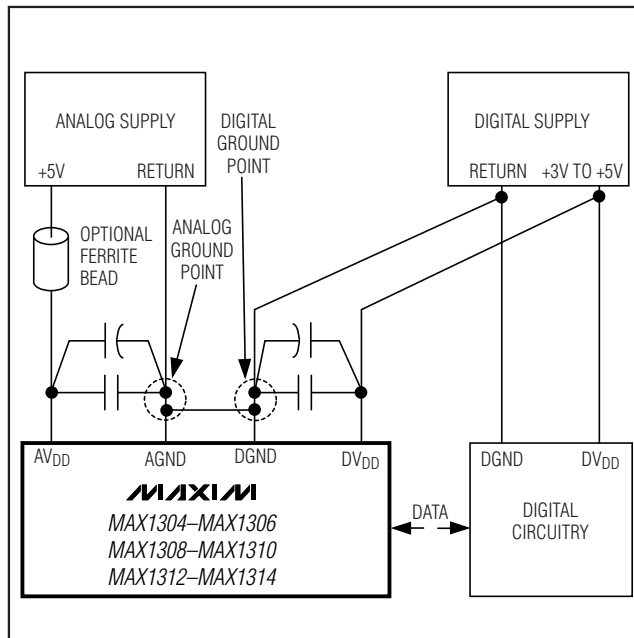 ANALOG SUPPLY
+5V
RETURN
DIGITAL
GROUND
POINT
DIGITAL SUPPLY
RETURN
+3V TO +5V
OPTIONAL
FERRITE
BEAD
ANALOG
GROUND
POINT
AVDD
AGND
DGND
DVDD
MAXIM
MAX1304–MAX1306
MAX1308–MAX1310
MAX1312–MAX1314
DATA
DGND
DVDD
DIGITAL
CIRCUITRY